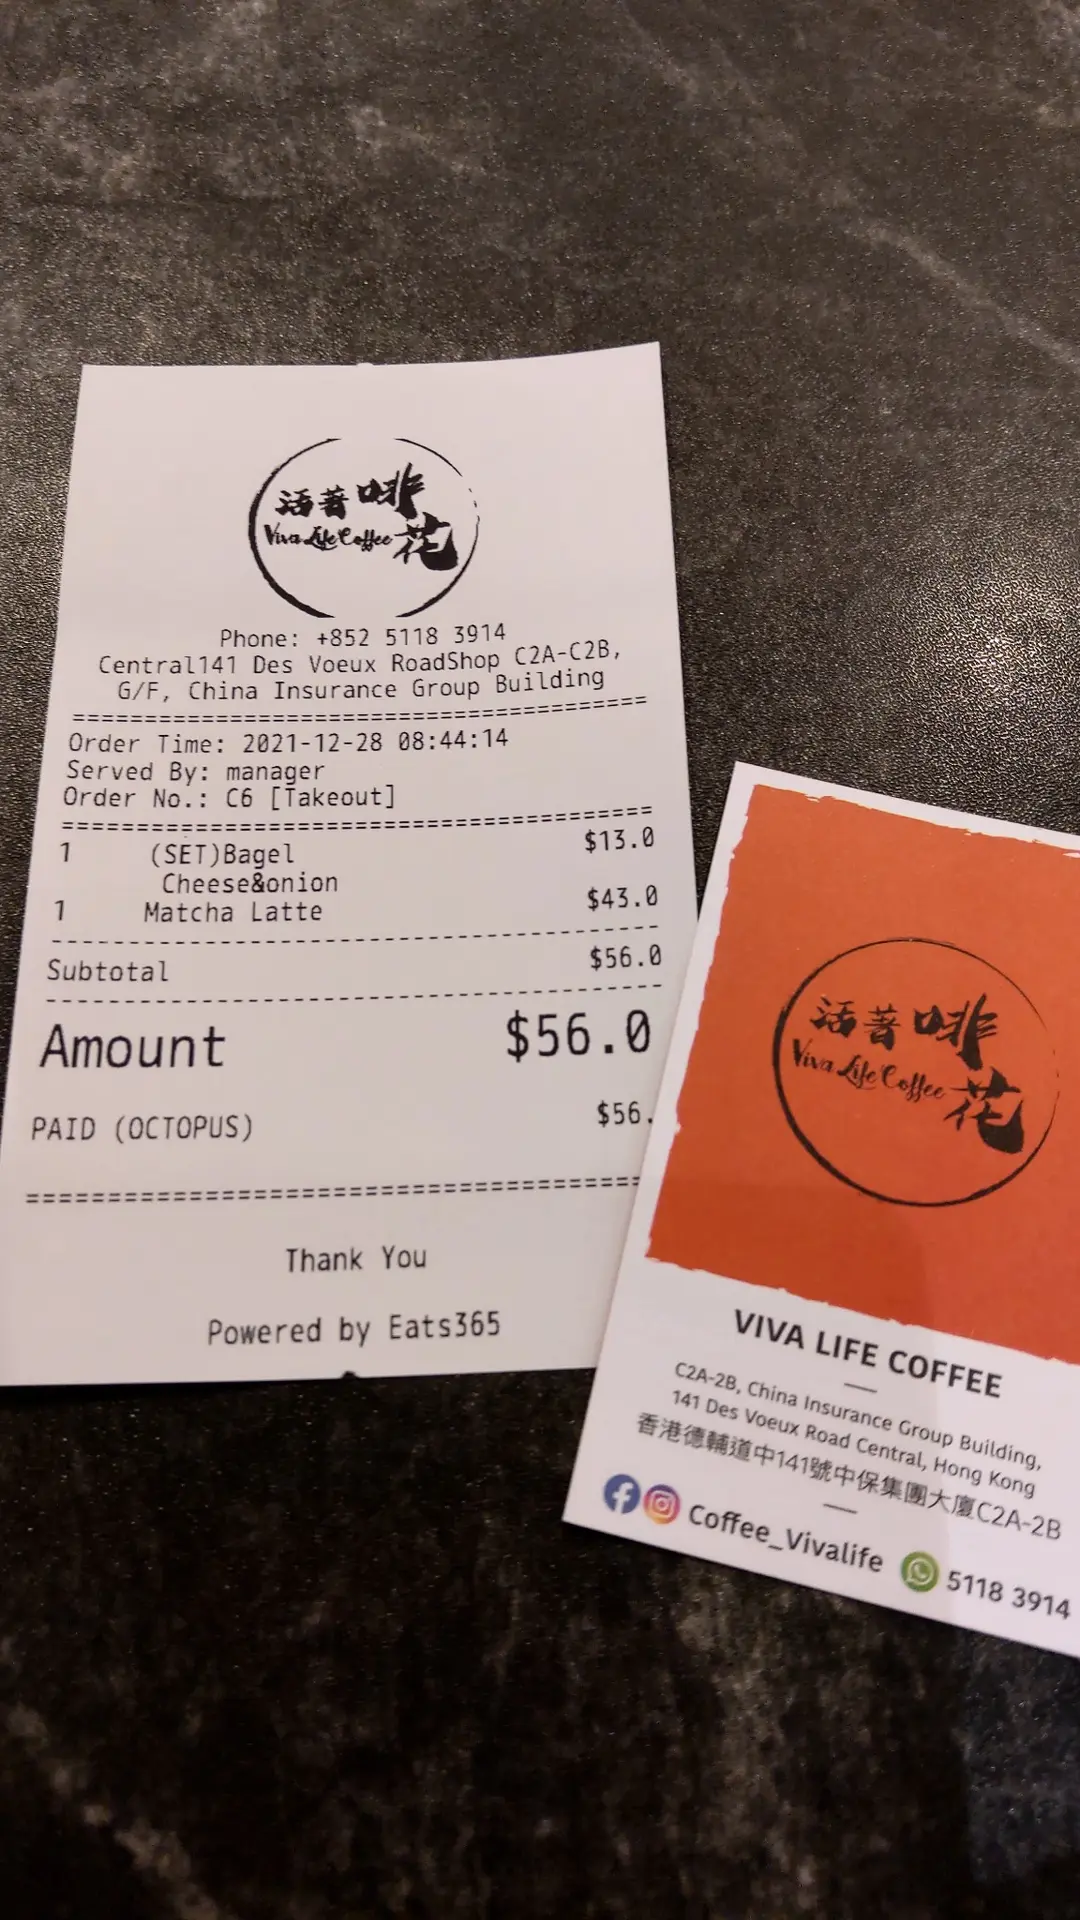 活著啡花
Viva Life Coffee
Phone: +852 5118 3914
Central141 Des Voeux RoadShop C2A-C2B,
G/F, China Insurance Group Building
========================================
Order Time: 2021-12-28 08:44:14
Served By: manager
Order No.: C6 [Takeout]
========================================
1 (SET)Bagel $13.0
Cheese&onion
1 Matcha Latte $43.0
----------------------------------------
Subtotal $56.0
----------------------------------------
Amount $56.0
PAID (OCTOPUS) $56.
========================================
Thank You
Powered by Eats365
活著啡花
Viva Life Coffee
VIVA LIFE COFFEE
C2A-2B, China Insurance Group Building,
141 Des Voeux Road Central, Hong Kong
香港德輔道中141號中保集團大廈C2A-2B
Coffee_Vivalife 5118 3914